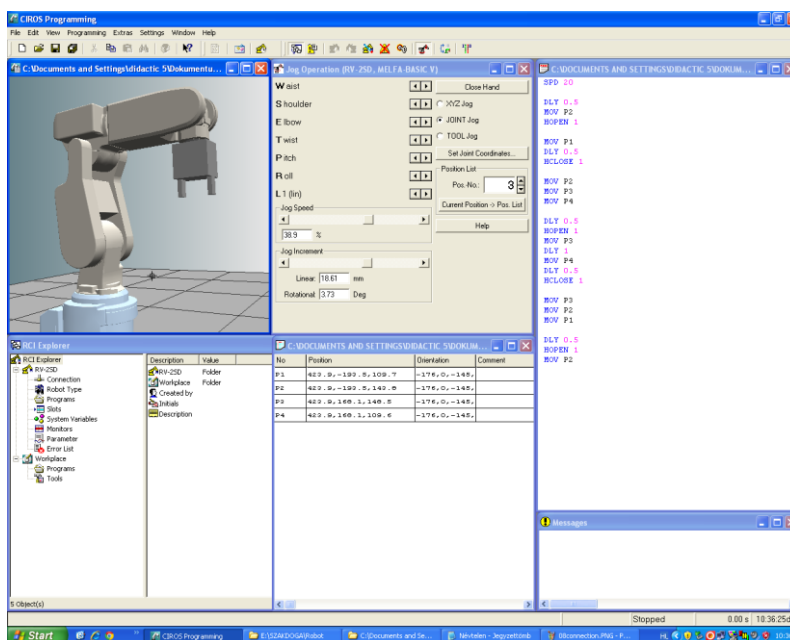 CIROS Programming
File Edit View Programming Extras Settings Window Help
C:\Documents and Settings\didactic 5\Dokumentu...
Jog Operation (RV-2SD, MELFA-BASIC V)
Waist
Shoulder
Elbow
Twist
Pitch
Roll
L1 (lin)
Close Hand
XYZ Jog
JOINT Jog
TOOL Jog
Set Joint Coordinates...
Position List
Pos.-No.: 3
Current Position -> Pos. List
Help
Jog Speed
38.9 %
Jog Increment
Linear: 18.61 mm
Rotational: 3.73 Deg
C:\DOCUMENTS AND SETTINGS\DIDACTIC 5\DOKUM...
SPD 20
DLY 0.5
MOV P2
HOPEN 1
MOV P1
DLY 0.5
HCLOSE 1
MOV P2
MOV P3
MOV P4
DLY 0.5
HOPEN 1
MOV P3
DLY 1
MOV P4
DLY 0.5
HCLOSE 1
MOV P3
MOV P2
MOV P1
DLY 0.5
HOPEN 1
MOV P2
RCI Explorer
RCI Explorer
RV-2SD
Connection
Robot Type
Programs
Slots
System Variables
Monitors
Parameter
Error List
Workplace
Programs
Tools
Description Value
RV-2SD Folder
Workplace Folder
Created by
Initials
Description
5 Object(s)
C:\DOCUMENTS AND SETTINGS\DIDACTIC 5\DOKUM...
No Position Orientation Comment
P1 423.9,-193.5,109.7 -176,0,-145,
P2 423.9,-193.5,143.8 -176,0,-145,
P3 423.9,168.1,148.5 -176,0,-145,
P4 423.9,168.1,109.6 -176,0,-145,
Messages
Stopped 0.00 s 10:36:25
Start
CIROS Programming
E:\SZAKDOGA\Robot
C:\Documents and Se...
Névtelen - Jegyzettömb
08connection.PNG - P...
HU